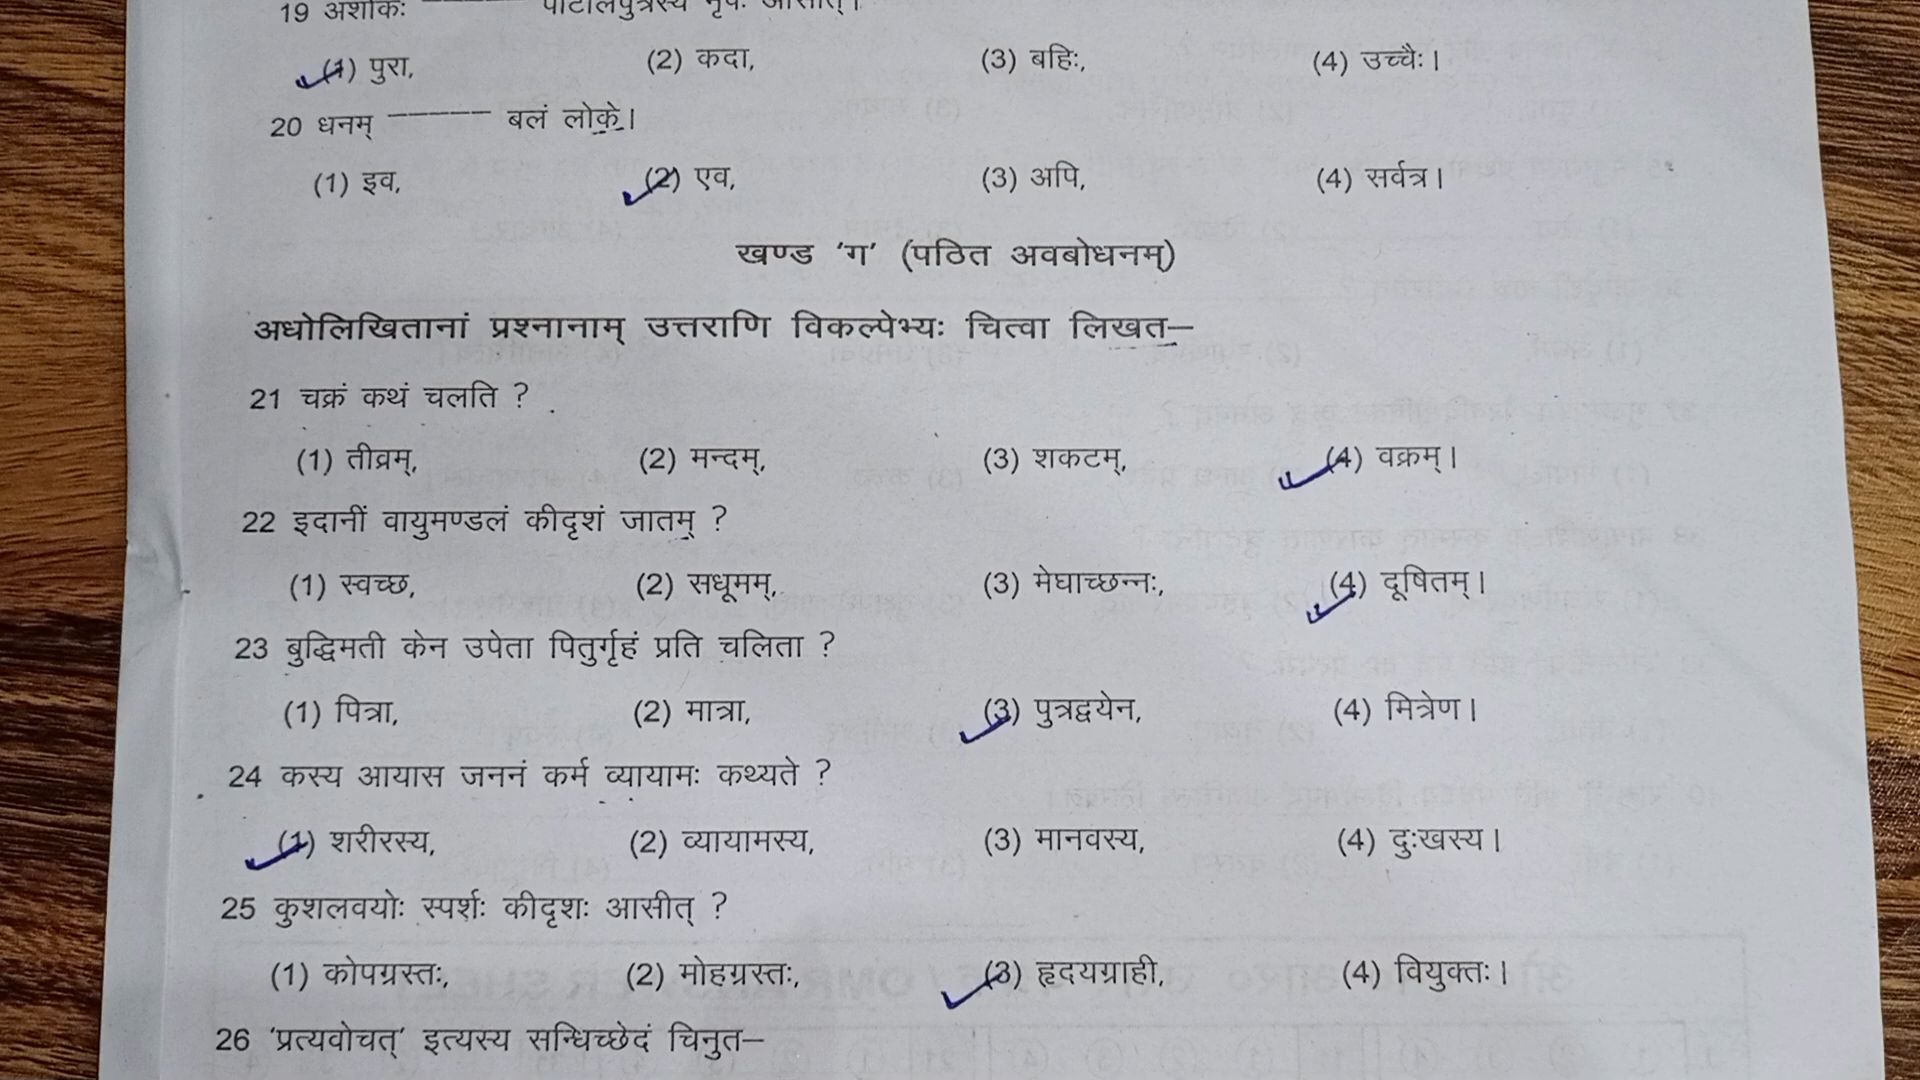 19 अशोकः ––––– पाटलिपुत्रस्य नृपः आसीत्।
(1) पुरा, (2) कदा, (3) बहिः, (4) उच्चैः।
20 धनम् ––––– बलं लोके।
(1) इव, (2) एव, (3) अपि, (4) सर्वत्र।
खण्ड 'ग' (पठित अवबोधनम्)
अधोलिखितानां प्रश्नानाम् उत्तराणि विकल्पेभ्यः चित्वा लिखत–
21 चक्रं कथं चलति ?
(1) तीव्रम्, (2) मन्दम्, (3) शकटम्, (4) वक्रम्।
22 इदानीं वायुमण्डलं कीदृशं जातम् ?
(1) स्वच्छ, (2) सधूमम्, (3) मेघाच्छन्नः, (4) दूषितम्।
23 बुद्धिमती केन उपेता पितुर्गृहं प्रति चलिता ?
(1) पित्रा, (2) मात्रा, (3) पुत्रद्वयेन, (4) मित्रेण।
24 कस्य आयास जननं कर्म व्यायामः कथ्यते ?
(1) शरीरस्य, (2) व्यायामस्य, (3) मानवस्य, (4) दुःखस्य।
25 कुशलवयोः स्पर्शः कीदृशः आसीत् ?
(1) कोपग्रस्तः, (2) मोहग्रस्तः, (3) हृदयग्राही, (4) वियुक्तः।
26 'प्रत्यवोचत्' इत्यस्य सन्धिच्छेदं चिनुत–